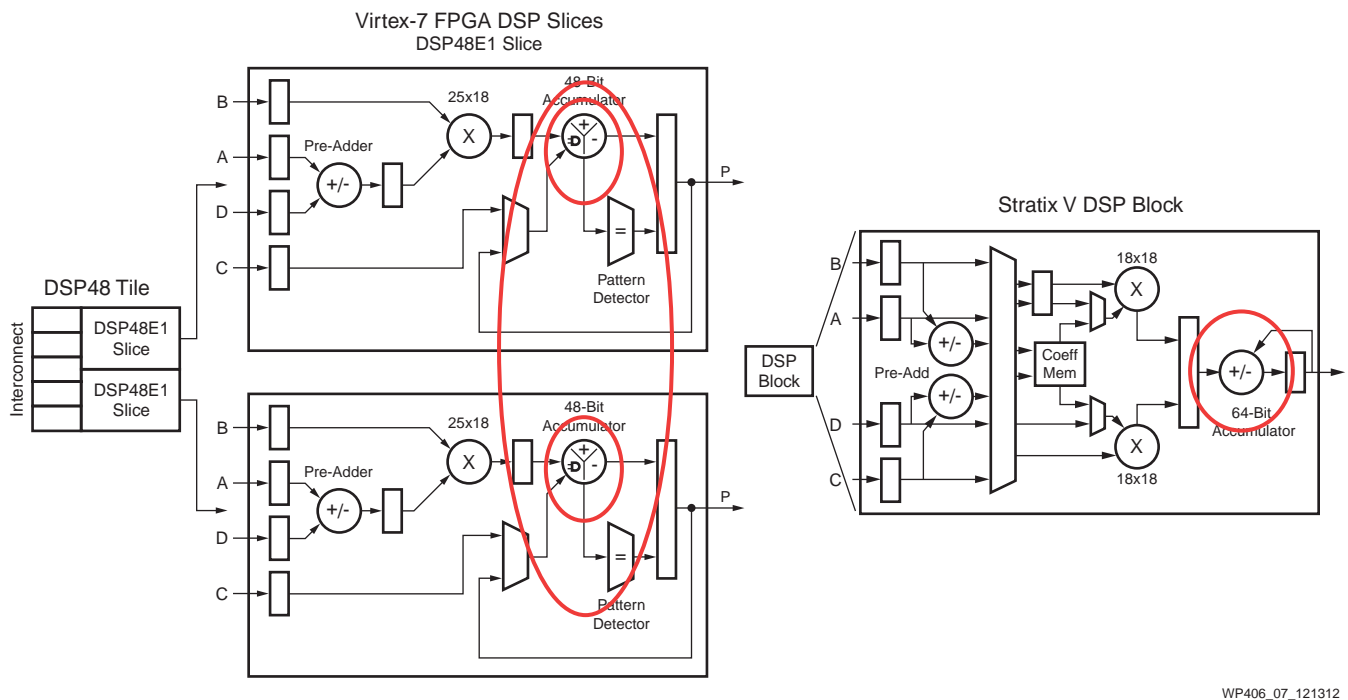 Virtex-7 FPGA DSP Slices
DSP48E1 Slice
48-Bit
Accumulator
B
25x18
X
+
-
A
Pre-Adder
+/-
P
D
C
=
Pattern
Detector
DSP48 Tile
Interconnect
DSP48E1
Slice
DSP48E1
Slice
48-Bit
Accumulator
B
25x18
X
+
-
A
Pre-Adder
+/-
P
D
C
=
Pattern
Detector
Stratix V DSP Block
DSP
Block
B
18x18
X
A
+/-
Coeff
Mem
Pre-Add
+/-
+/-
64-Bit
Accumulator
D
X
C
18x18
WP406_07_121312